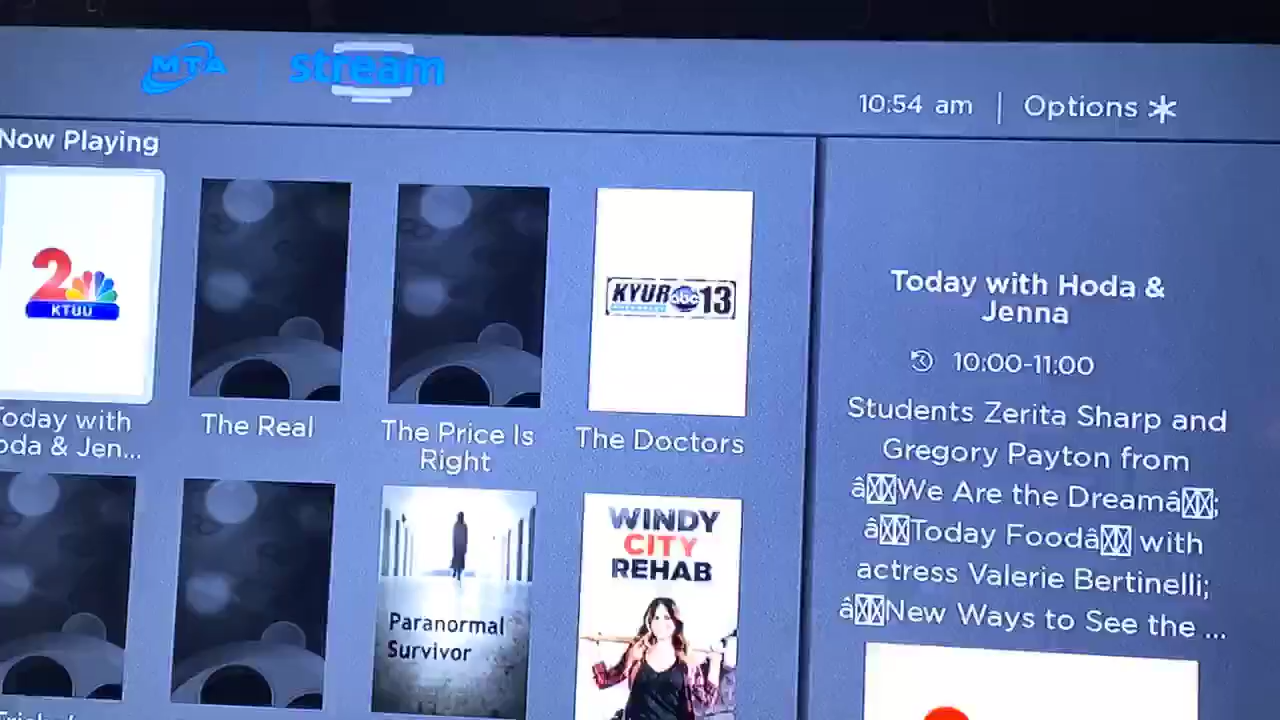 MTA stream
10:54 am | Options *
Now Playing
2
KTUU
KYUR abc 13
Today with Hoda &
Jenna
10:00-11:00
Students Zerita Sharp and
Gregory Payton from
â��We Are the Dreamâ��;
â��Today Foodâ�� with
actress Valerie Bertinelli;
â��New Ways to See the ...
oday with
oda & Jen...
The Real
The Price Is
Right
The Doctors
Paranormal
Survivor
WINDY
CITY
REHAB